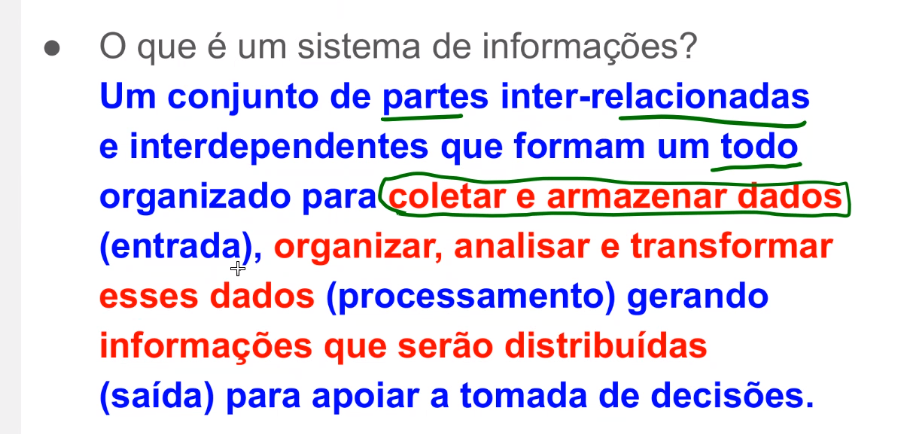 ● O que é um sistema de informações?
Um conjunto de partes inter-relacionadas
e interdependentes que formam um todo
organizado para coletar e armazenar dados
(entrada), organizar, analisar e transformar
esses dados (processamento) gerando
informações que serão distribuídas
(saída) para apoiar a tomada de decisões.